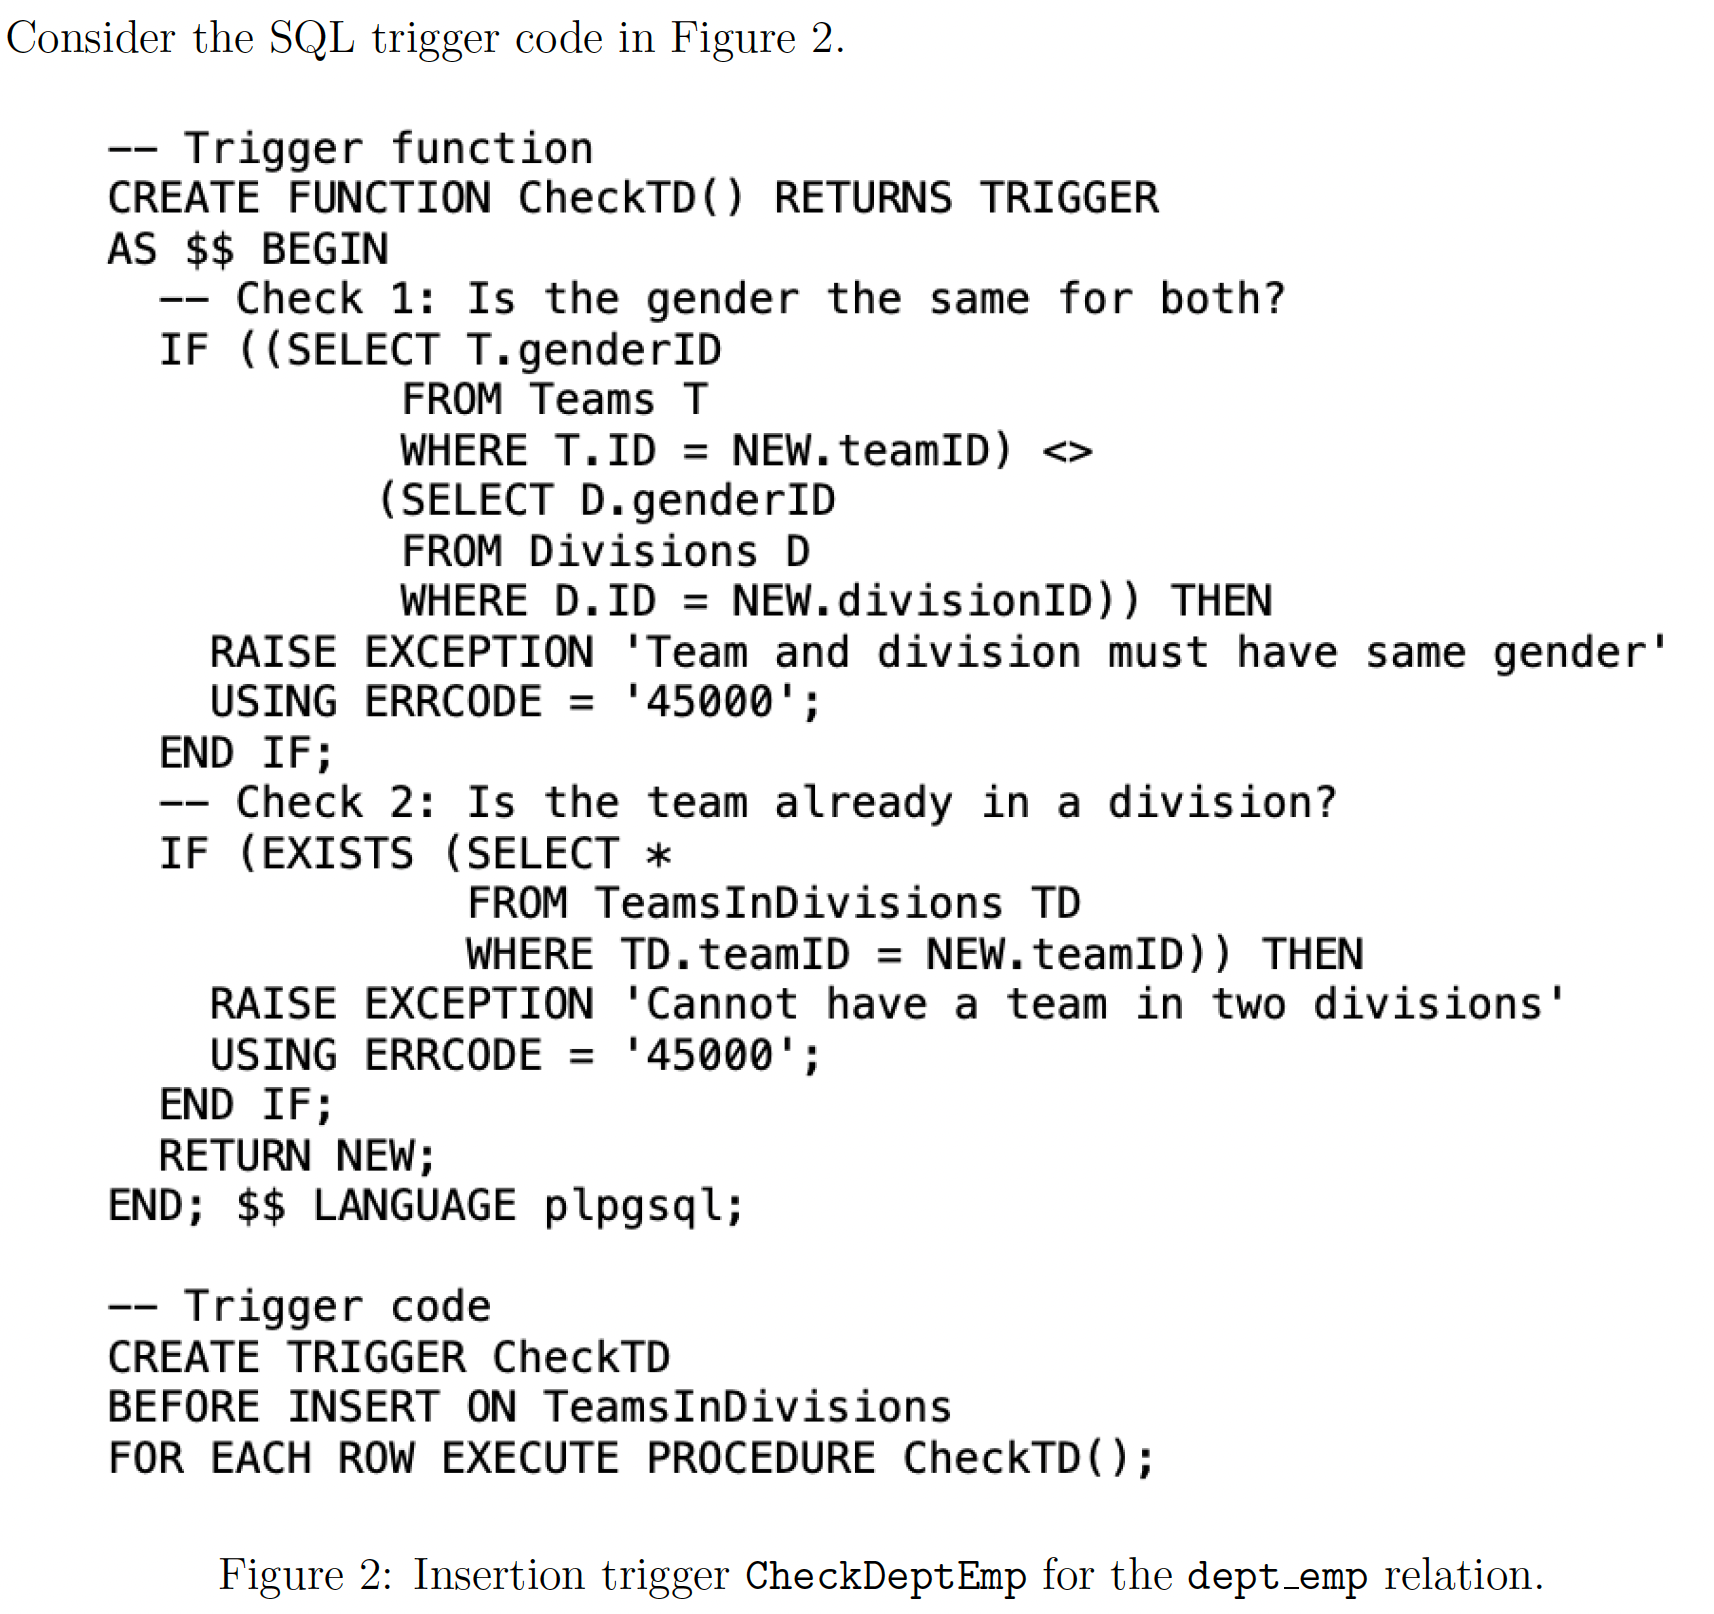 Consider the SQL trigger code in Figure 2.
-- Trigger function
CREATE FUNCTION CheckTD() RETURNS TRIGGER
AS $$ BEGIN
  -- Check 1: Is the gender the same for both?
  IF ((SELECT T.genderID
           FROM Teams T
           WHERE T.ID = NEW.teamID) <>
          (SELECT D.genderID
           FROM Divisions D
           WHERE D.ID = NEW.divisionID)) THEN
    RAISE EXCEPTION 'Team and division must have same gender'
    USING ERRCODE = '45000';
  END IF;
  -- Check 2: Is the team already in a division?
  IF (EXISTS (SELECT *
              FROM TeamsInDivisions TD
              WHERE TD.teamID = NEW.teamID)) THEN
    RAISE EXCEPTION 'Cannot have a team in two divisions'
    USING ERRCODE = '45000';
  END IF;
  RETURN NEW;
END; $$ LANGUAGE plpgsql;
-- Trigger code
CREATE TRIGGER CheckTD
BEFORE INSERT ON TeamsInDivisions
FOR EACH ROW EXECUTE PROCEDURE CheckTD();
Figure 2: Insertion trigger CheckDeptEmp for the dept_emp relation.